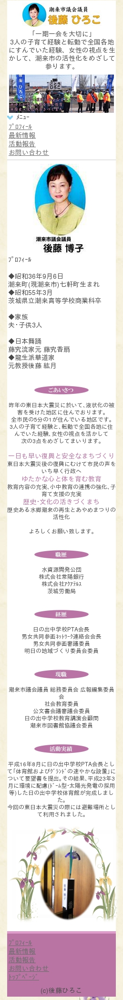 潮来市議会議員
後藤 ひろこ
「一期一会を大切に」
3人の子育て経験と転勤で全国各地
にすんでいた経験、女性の視点を生
かして、潮来市の活性化をめざして
参ります。
ごとう
ひろこ
ﾒﾆｭｰ
ﾌﾟﾛﾌｨｰﾙ
最新情報
活動報告
お問い合わせ
潮来市議会議員
後藤 博子
ﾌﾟﾛﾌｨｰﾙ
◆昭和36年9月6日
潮来町(現潮来市)七軒町生まれ
◆昭和55年3月
茨城県立潮来高等学校商業科卒
◆家族
夫･子供3人
◆日本舞踊
藤究流家元 藤究香扇
◆龍生派華道家
元教授後藤 紘月
ごあいさつ
昨年の東日本大震災に於いて､液状化の被
害を受けた地区に住んでおります。
全市民の5分の1が住んでいる地区です。
3人の子育て経験と､転勤で全国各地に住
んでいた経験､女性の視点を活かして
次の3点をめざしてまいります。
一日も早い復興と安全なまちづくり
東日本大震災後の復興にむけて市民の声を
いち早く行政へ
ゆたかな心と体を育む教育
教育内容の充実､小中教育の連携の強化､子
育て支援の充実
歴史･文化の活きづくまち
歴史ある水郷潮来の再生とあやめまつりの
活性化
よろしくお願い致します。
職歴
水資源開発公団
株式会社常陽銀行
株式会社ｱｸｱﾃﾙｽ
茨城労働局
経歴
日の出中学校PTA会長
男女共同参画ﾈｯﾄﾜｰｸ連絡会会長
男女共同参画審議委員
明日の地域づくり委員会委員
現職
潮来市議会議員 総務委員会 広報編集委員
会
社会教育委員
公文書会議審議会委員
日の出中学校教育講演会顧問
潮来市図書館協議会委員
活動実績
平成16年8月に日の出中学校PTA会長とし
て｢体育館およびｸﾞﾗﾝﾄﾞの速やかな設置｣に
ついて要望書を提出｡その結果､平成23年3
月に環境に配慮(ﾄﾞｰﾑ型･太陽光発電の採用
等)した日の出中学校体育館が完成しまし
た。
今回の東日本大震災の際には避難場所とし
て利用されました。
後藤博子
ﾌﾟﾛﾌｨｰﾙ
最新情報
活動報告
お問い合わせ
ﾄｯﾌﾟﾍﾟｰｼﾞ
(c)後藤ひろこ